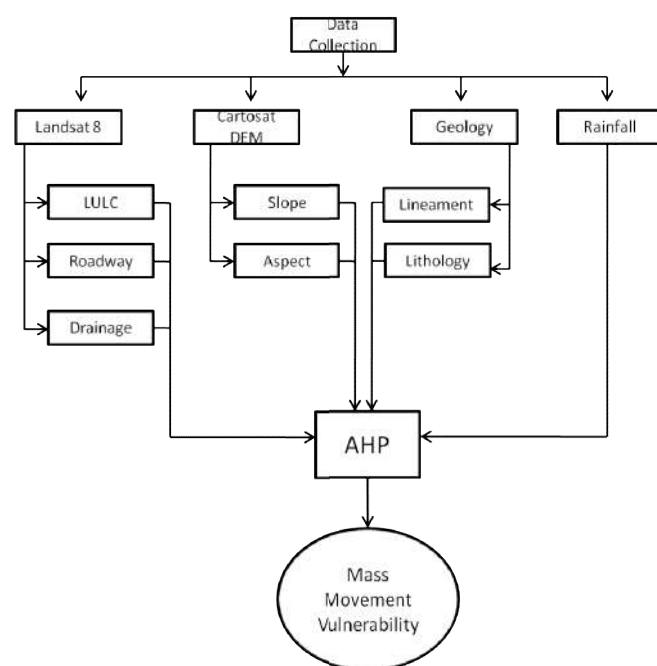 Data
Collection
Landsat 8
Cartosat
DEM
Geology
Rainfall
LULC
Slope
Lineament
Roadway
Aspect
Lithology
Drainage
AHP
Mass
Movement
Vulnerability